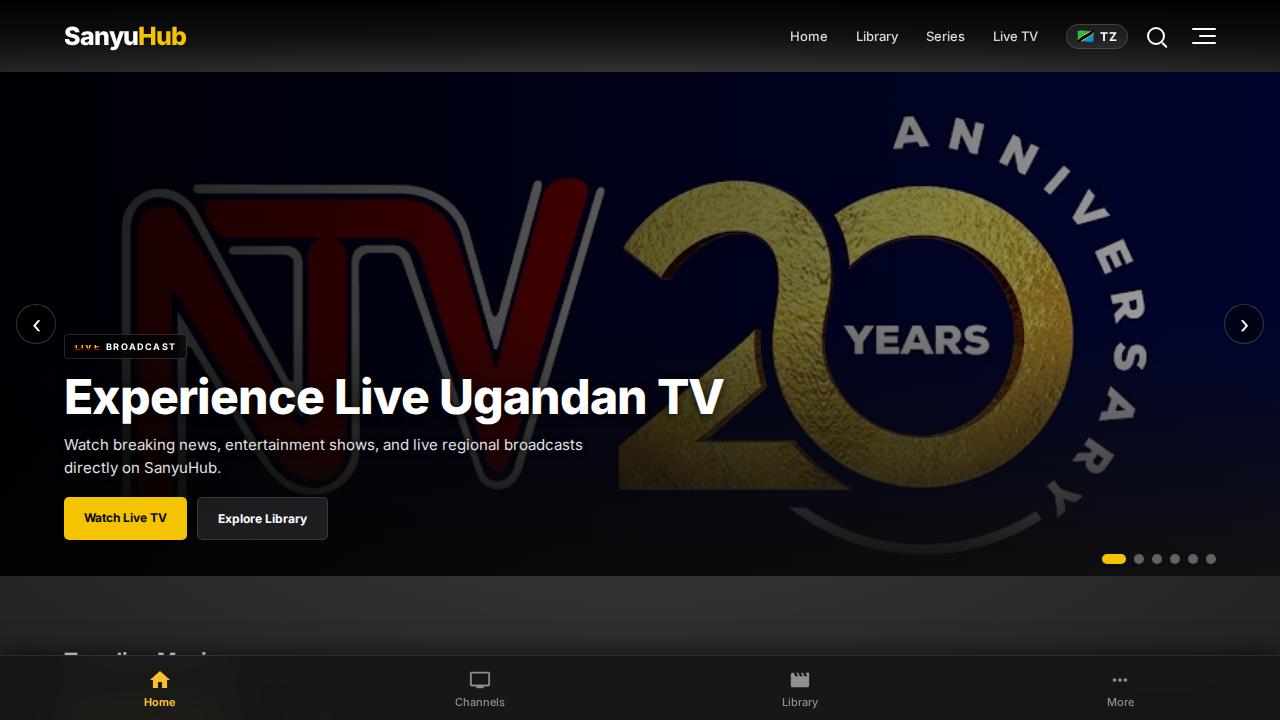 SanyuHub
Home Library Series Live TV TZ
NTV 20 YEARS ANNIVERSARY
LIVE BROADCAST
Experience Live Ugandan TV
Watch breaking news, entertainment shows, and live regional broadcasts
directly on SanyuHub.
Watch Live TV Explore Library
Home Channels Library More